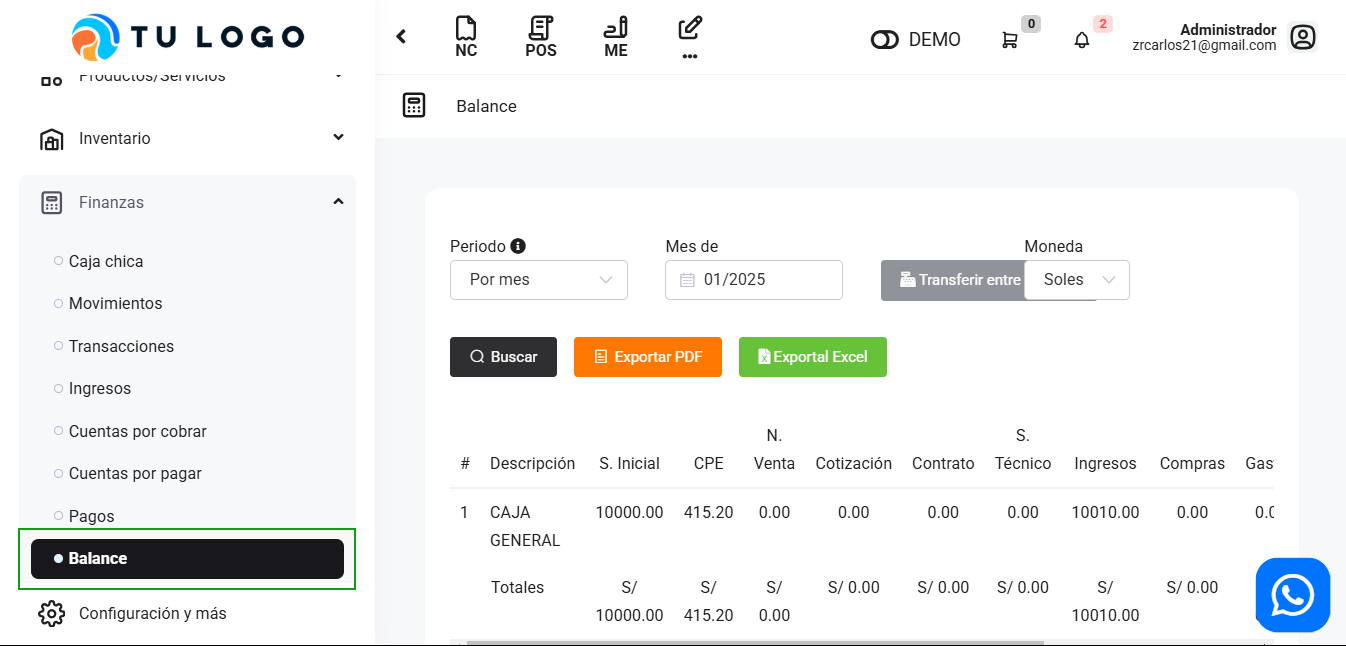 TU LOGO
Productos/Servicios
Inventario
Finanzas
Caja chica
Movimientos
Transacciones
Ingresos
Cuentas por cobrar
Cuentas por pagar
Pagos
Balance
Configuración y más
NC POS ME ...
DEMO
0
2
Administrador
zrcarlos21@gmail.com
Balance
Periodo Mes de Moneda
Por mes 01/2025 Transferir entre Soles
Buscar Exportar PDF Exportal Excel
N. S.
# Descripción S. Inicial CPE Venta Cotización Contrato Técnico Ingresos Compras Gas
1 CAJA 10000.00 415.20 0.00 0.00 0.00 0.00 10010.00 0.00 0.0
GENERAL
Totales S/ S/ S/ S/ 0.00 S/ 0.00 S/ 0.00 S/ S/ 0.00
10000.00 415.20 0.00 10010.00